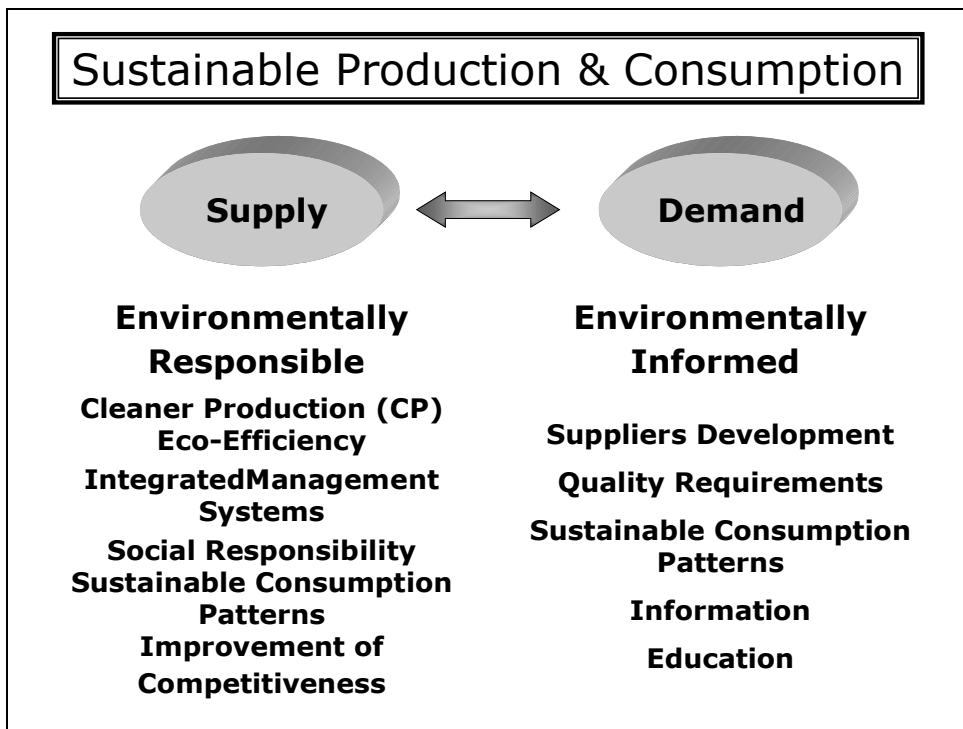 Sustainable Production & Consumption
Supply
Demand
Environmentally
Responsible
Cleaner Production (CP)
Eco-Efficiency
IntegratedManagement
Systems
Social Responsibility
Sustainable Consumption
Patterns
Improvement of
Competitiveness
Environmentally
Informed
Suppliers Development
Quality Requirements
Sustainable Consumption
Patterns
Information
Education